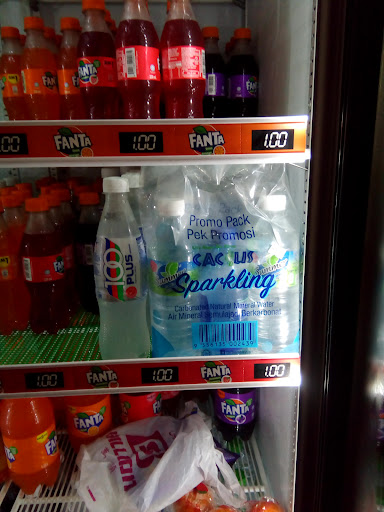 FANTA
1.00
FANTA
1.00
FANTA
1.00
100
PLUS
Promo Pack
Pek Promosi
CACTUS
Sparkling
Carbonated Natural Mineral Water
Air Mineral Semulajadi Berkarbonat
1.00
FANTA
1.00
FANTA
1.00
FANTA
FANTA
FANTA